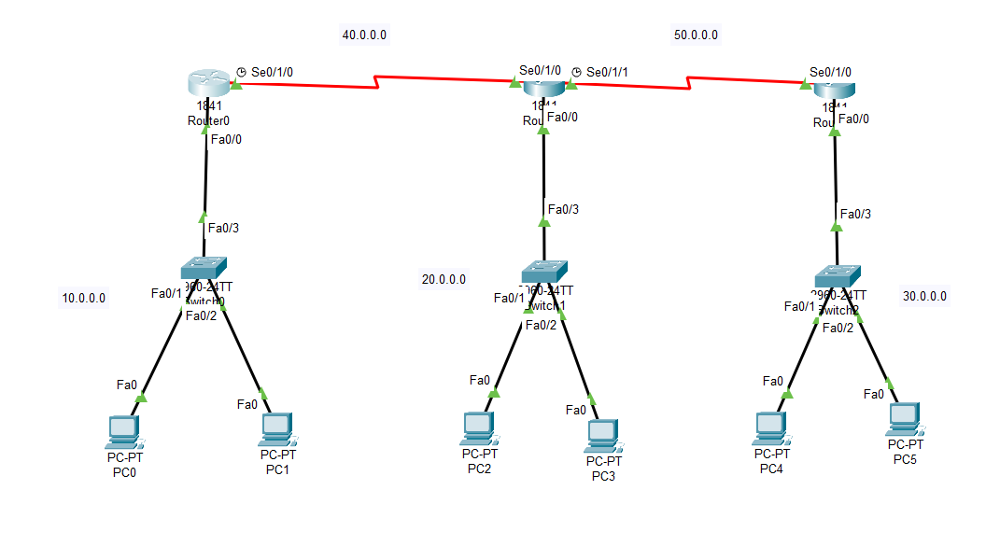 40.0.0.0
50.0.0.0
Se0/1/0
Se0/1/0
Se0/1/1
Se0/1/0
1841
Router0
Fa0/0
Fa0/0
Fa0/0
Fa0/3
Fa0/3
Fa0/3
10.0.0.0
20.0.0.0
30.0.0.0
Fa0/1
Fa0/2
Fa0/1
Fa0/2
Fa0/1
Fa0/2
Fa0
Fa0
Fa0
Fa0
Fa0
Fa0
PC-PT
PC0
PC-PT
PC1
PC-PT
PC2
PC-PT
PC3
PC-PT
PC4
PC-PT
PC5